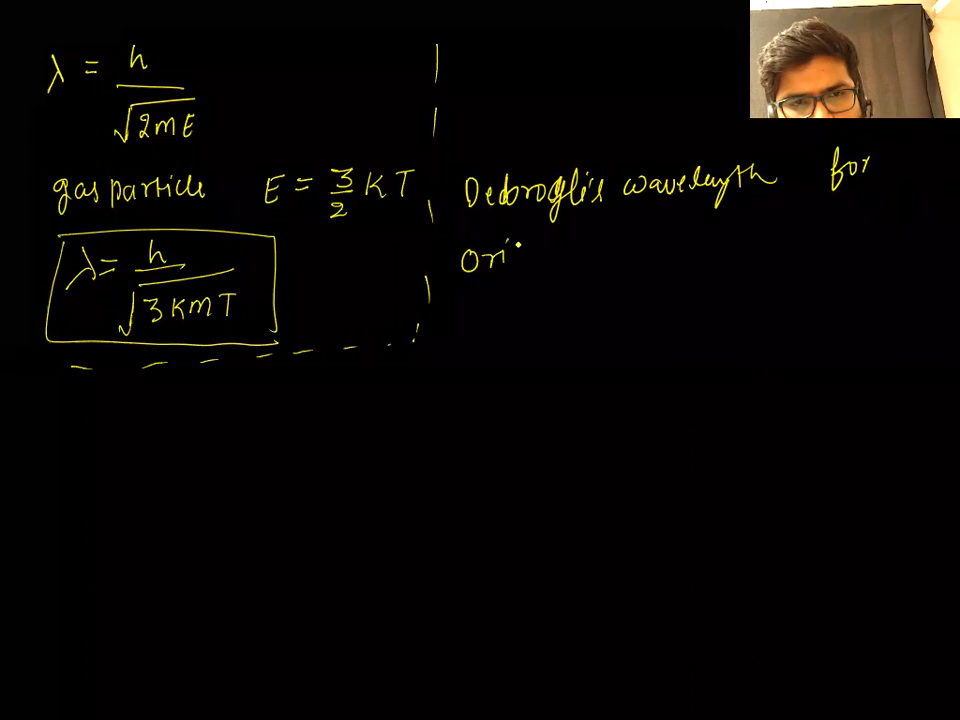 λ = h / √2mE
gas particle E = 3/2 KT
λ = h / √3KmT
Debroglie wavelength for
ori